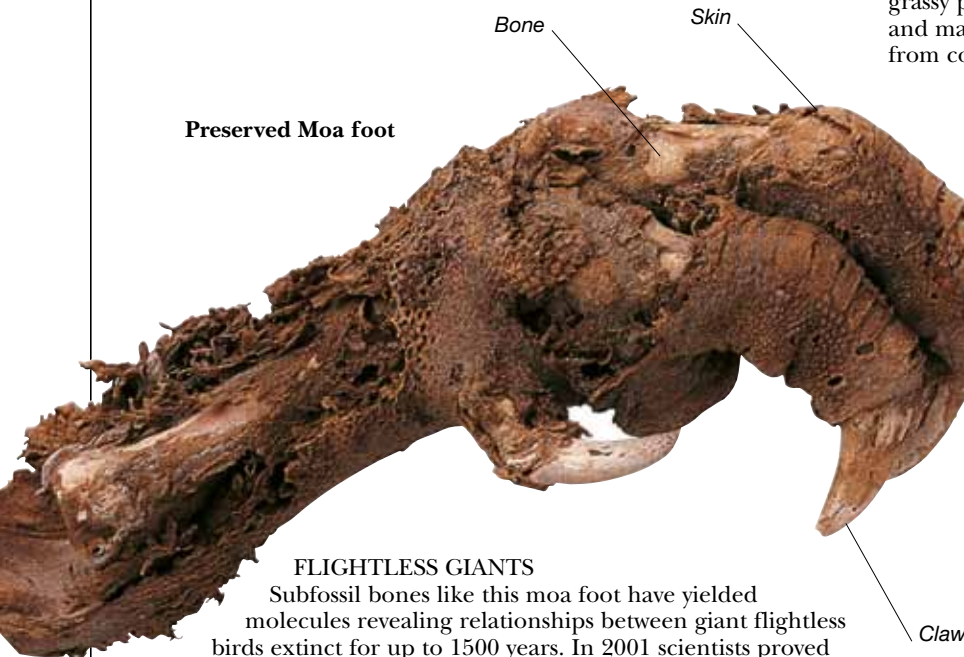 grassy p
and ma
from co
Bone
Skin
Preserved Moa foot
FLIGHTLESS GIANTS
Subfossil bones like this moa foot have yielded
molecules revealing relationships between giant flightless
birds extinct for up to 1500 years. In 2001 scientists proved
Claw